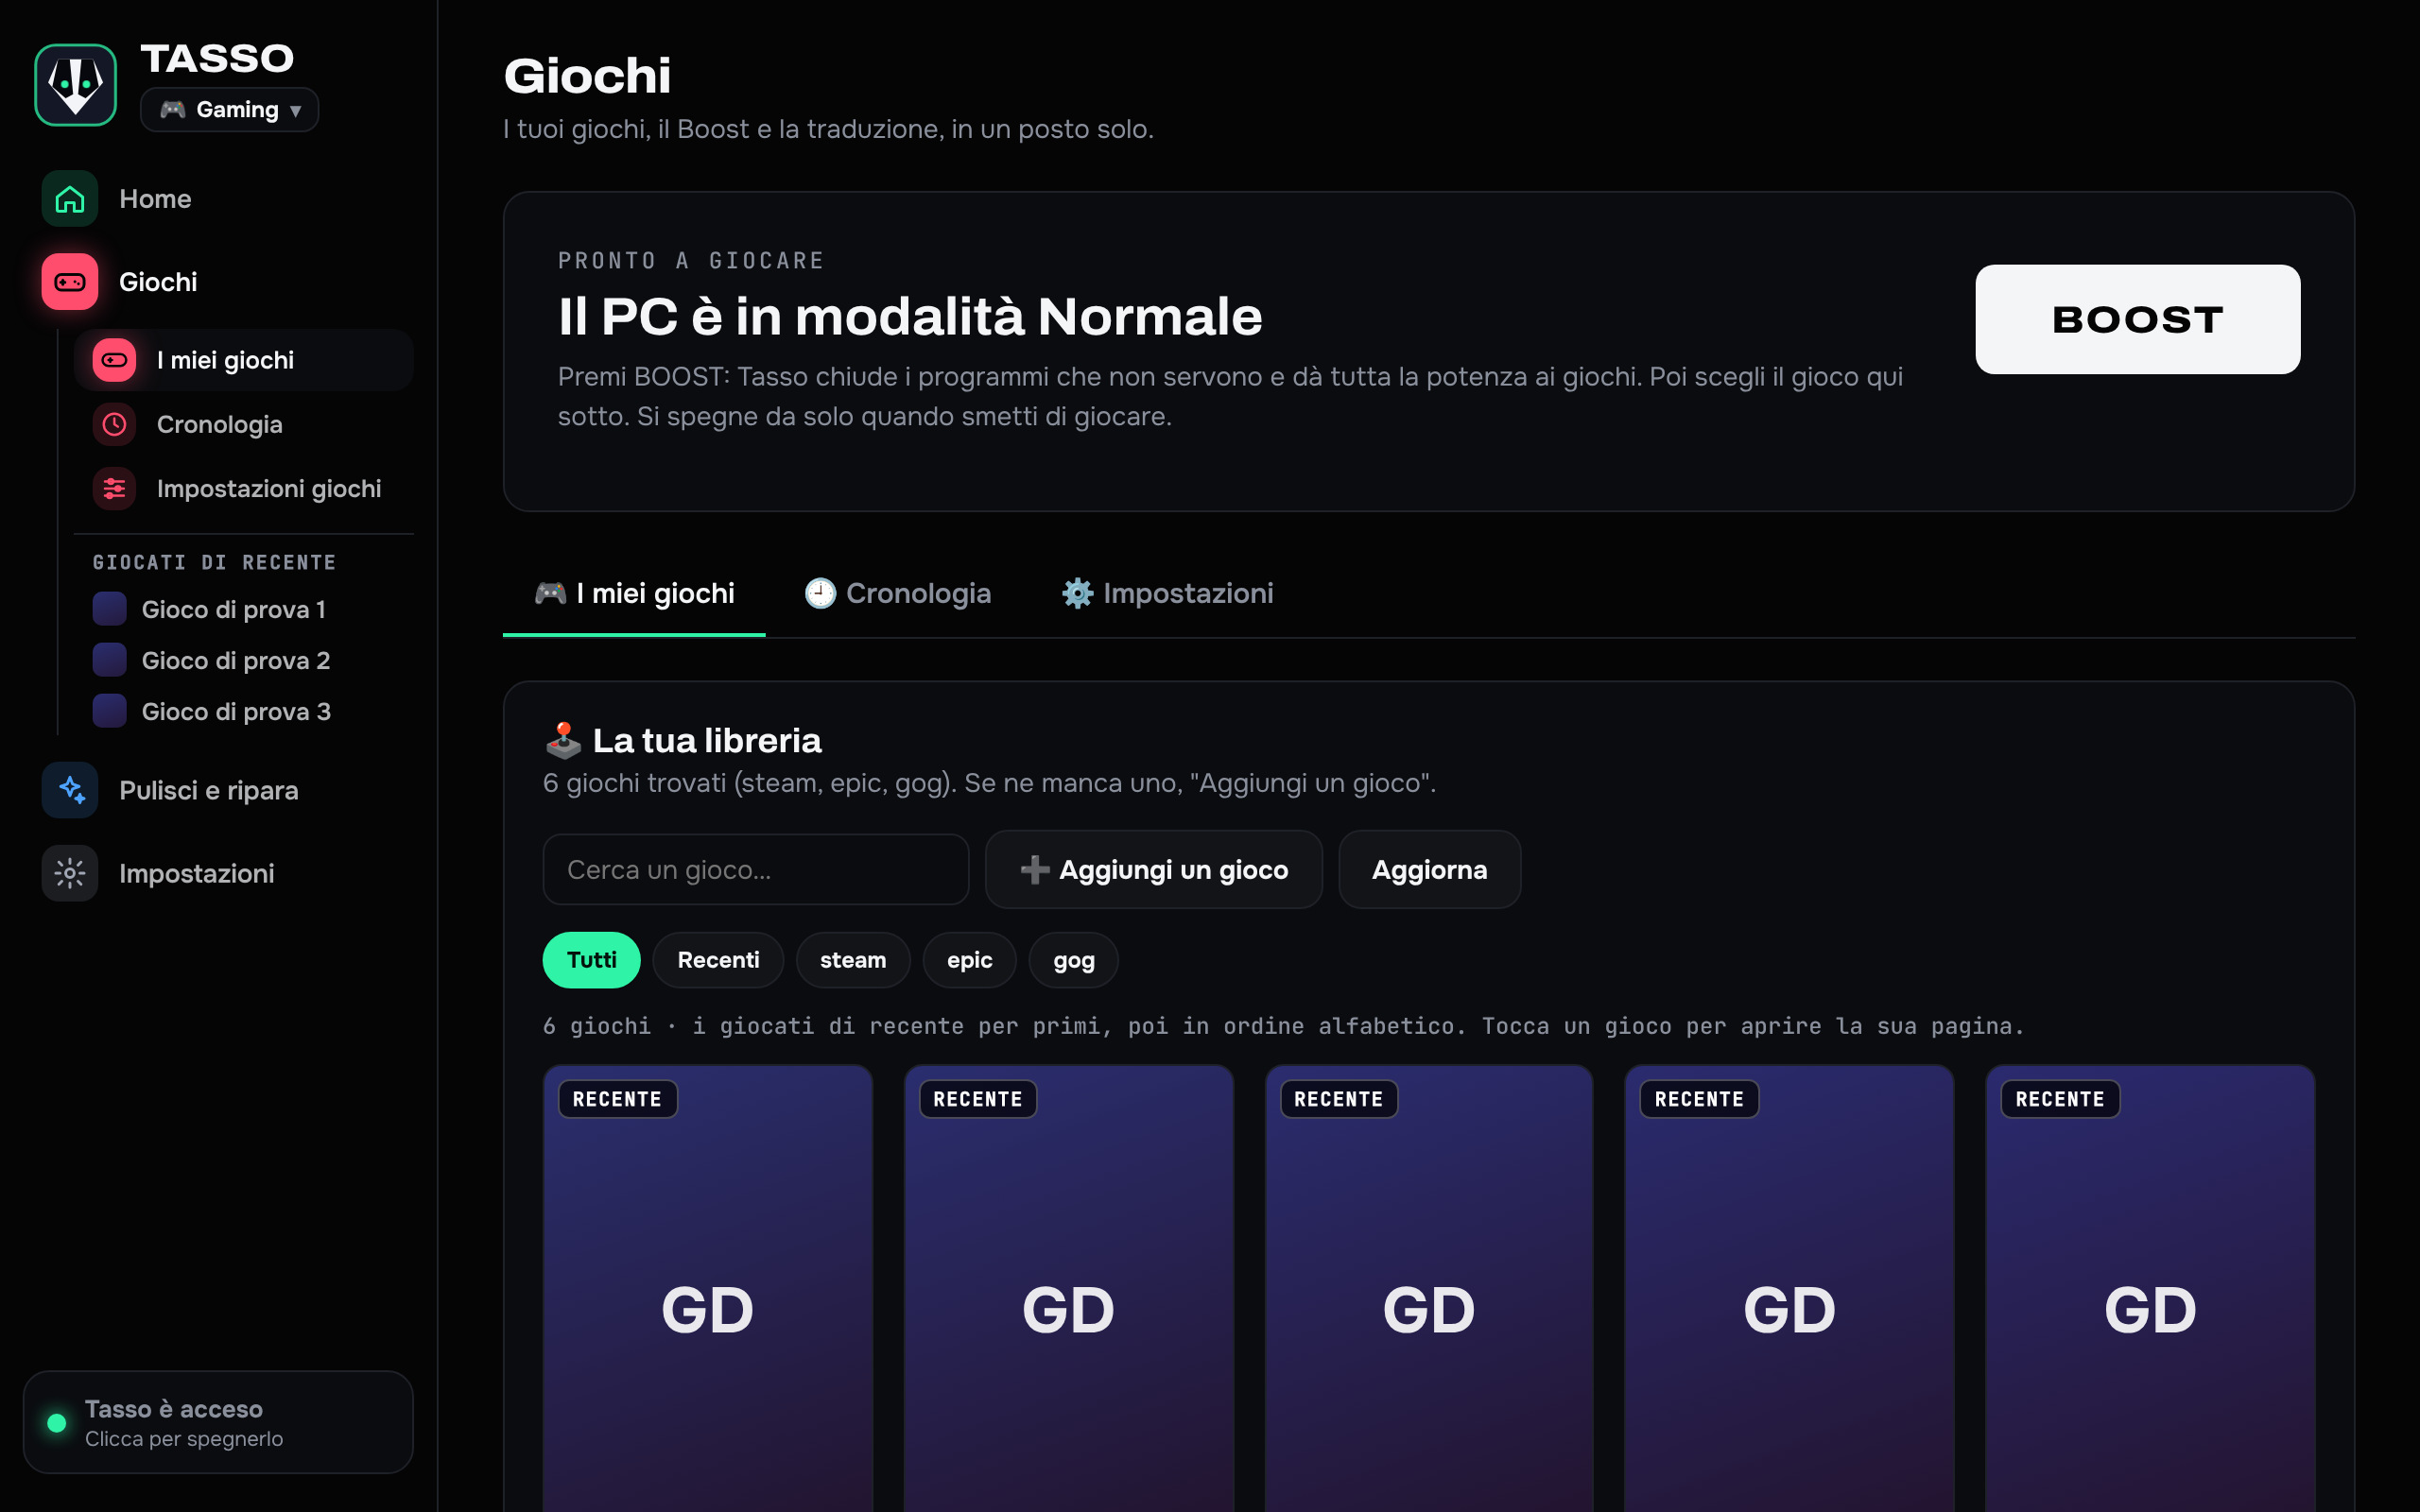 TASSO
🎮 Gaming ▾
Home
Giochi
I miei giochi
Cronologia
Impostazioni giochi
GIOCATI DI RECENTE
Gioco di prova 1
Gioco di prova 2
Gioco di prova 3
Pulisci e ripara
Impostazioni
Tasso è acceso
Clicca per spegnerlo
Giochi
I tuoi giochi, il Boost e la traduzione, in un posto solo.
PRONTO A GIOCARE
Il PC è in modalità Normale
Premi BOOST: Tasso chiude i programmi che non servono e dà tutta la potenza ai giochi. Poi scegli il gioco qui
sotto. Si spegne da solo quando smetti di giocare.
BOOST
🎮 I miei giochi
🕘 Cronologia
⚙️ Impostazioni
🕹️ La tua libreria
6 giochi trovati (steam, epic, gog). Se ne manca uno, "Aggiungi un gioco".
Cerca un gioco...
➕ Aggiungi un gioco
Aggiorna
Tutti
Recenti
steam
epic
gog
6 giochi · i giocati di recente per primi, poi in ordine alfabetico. Tocca un gioco per aprire la sua pagina.
RECENTE
GD
RECENTE
GD
RECENTE
GD
RECENTE
GD
RECENTE
GD